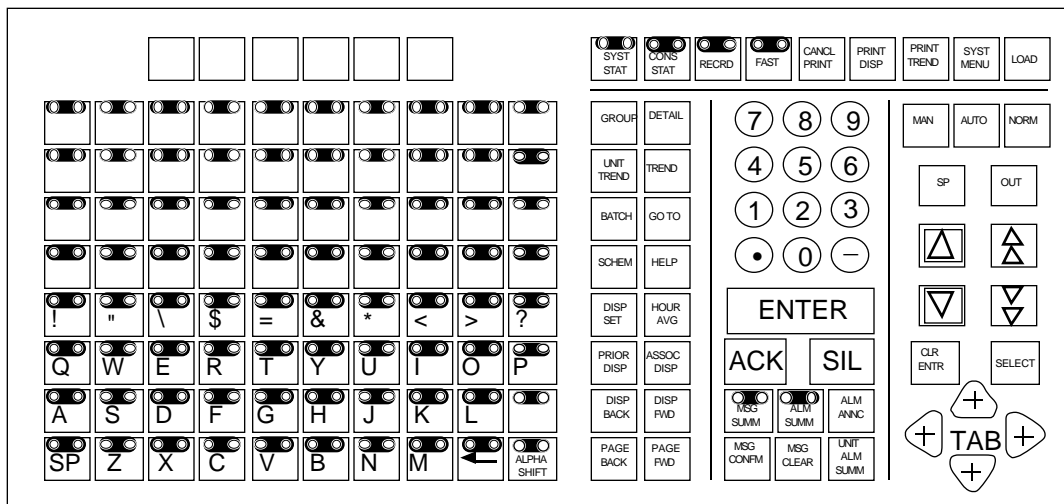 SYST STAT CONS STAT RECRD FAST CANCL PRINT PRINT DISP PRINT TREND SYST MENU LOAD
GROUP DETAIL 7 8 9 MAN AUTO NORM
UNIT TREND TREND 4 5 6 SP OUT
BATCH GO TO 1 2 3
SCHEM HELP • 0 –
! " \ $ = & * < > ? DISP SET HOUR AVG ENTER
Q W E R T Y U I O P PRIOR DISP ASSOC DISP ACK SIL CLR ENTR SELECT
A S D F G H J K L DISP BACK DISP FWD MSG SUMM ALM SUMM ALM ANNC
SP Z X C V B N M ALPHA SHIFT PAGE BACK PAGE FWD MSG CONFM MSG CLEAR UNIT ALM SUMM TAB